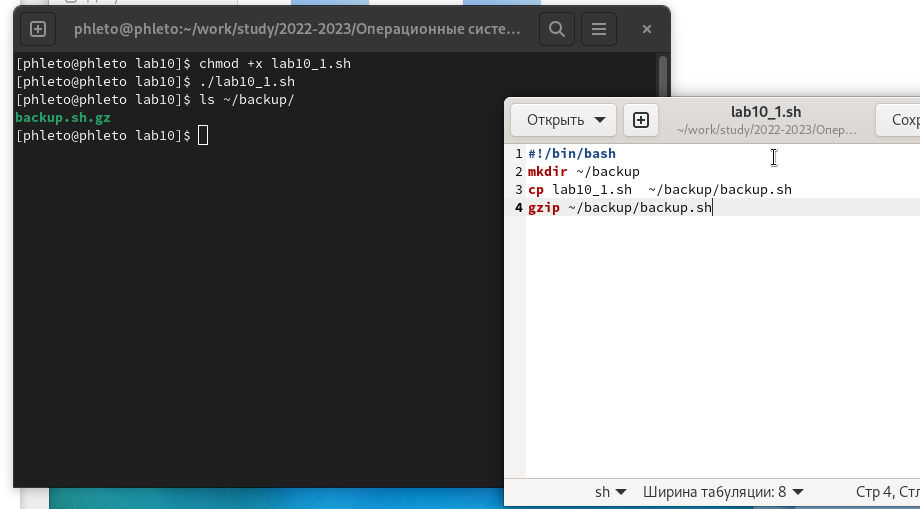 phleto@phleto:~/work/study/2022-2023/Операционные систе…
[phleto@phleto lab10]$ chmod +x lab10_1.sh
[phleto@phleto lab10]$ ./lab10_1.sh
[phleto@phleto lab10]$ ls ~/backup/
backup.sh.gz
[phleto@phleto lab10]$
Открыть
lab10_1.sh
~/work/study/2022-2023/Опер…
Сохр
1 #!/bin/bash
2 mkdir ~/backup
3 cp lab10_1.sh  ~/backup/backup.sh
4 gzip ~/backup/backup.sh
sh
Ширина табуляции: 8
Стр 4, Стл